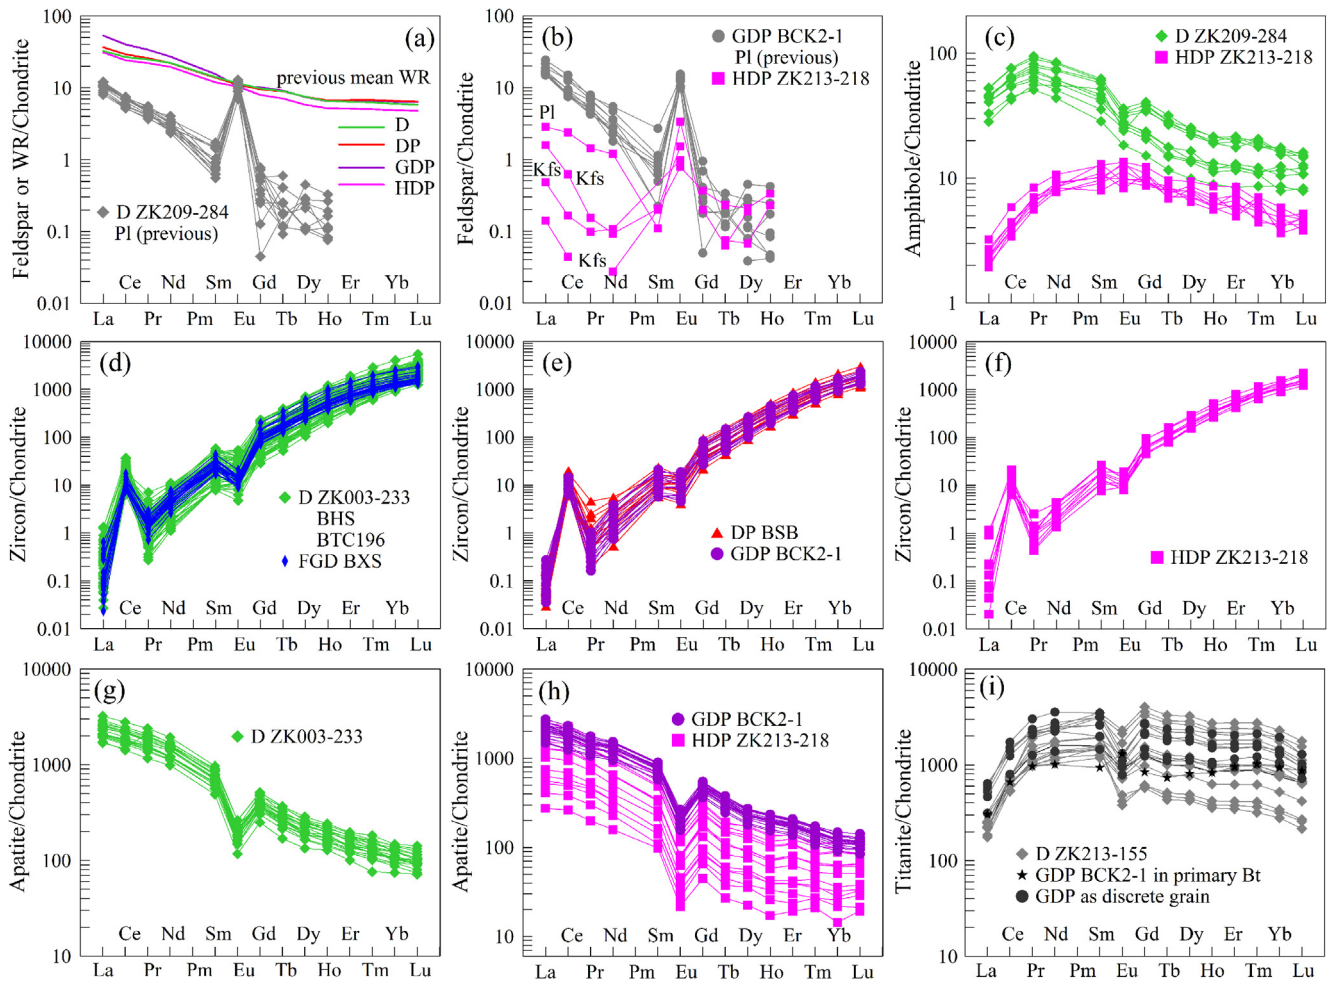 (a)
Feldspar or WR/Chondrite
100
10
1
0.1
0.01
previous mean WR
D
DP
GDP
HDP
D ZK209-284
Pl (previous)
Ce Nd Sm Gd Dy Er Yb
La Pr Pm Eu Tb Ho Tm Lu
(b)
Feldspar/Chondrite
100
10
1
0.1
0.01
GDP BCK2-1
Pl (previous)
HDP ZK213-218
Pl
Kfs
Kfs
Kfs
Ce Nd Sm Gd Dy Er Yb
La Pr Pm Eu Tb Ho Tm Lu
(c)
Amphibole/Chondrite
100
10
1
D ZK209-284
HDP ZK213-218
Ce Nd Sm Gd Dy Er Yb
La Pr Pm Eu Tb Ho Tm Lu
(d)
Zircon/Chondrite
10000
1000
100
10
1
0.1
0.01
D ZK003-233
BHS
BTC196
FGD BXS
Ce Nd Sm Gd Dy Er Yb
La Pr Pm Eu Tb Ho Tm Lu
(e)
Zircon/Chondrite
10000
1000
100
10
1
0.1
0.01
DP BSB
GDP BCK2-1
Ce Nd Sm Gd Dy Er Yb
La Pr Pm Eu Tb Ho Tm Lu
(f)
Zircon/Chondrite
10000
1000
100
10
1
0.1
0.01
HDP ZK213-218
Ce Nd Sm Gd Dy Er Yb
La Pr Pm Eu Tb Ho Tm Lu
(g)
Apatite/Chondrite
10000
1000
100
10
D ZK003-233
Ce Nd Sm Gd Dy Er Yb
La Pr Pm Eu Tb Ho Tm Lu
(h)
Apatite/Chondrite
10000
1000
100
10
GDP BCK2-1
HDP ZK213-218
Ce Nd Sm Gd Dy Er Yb
La Pr Pm Eu Tb Ho Tm Lu
(i)
Titanite/Chondrite
10000
1000
100
10
D ZK213-155
GDP BCK2-1 in primary Bt
GDP as discrete grain
Ce Nd Sm Gd Dy Er Yb
La Pr Pm Eu Tb Ho Tm Lu